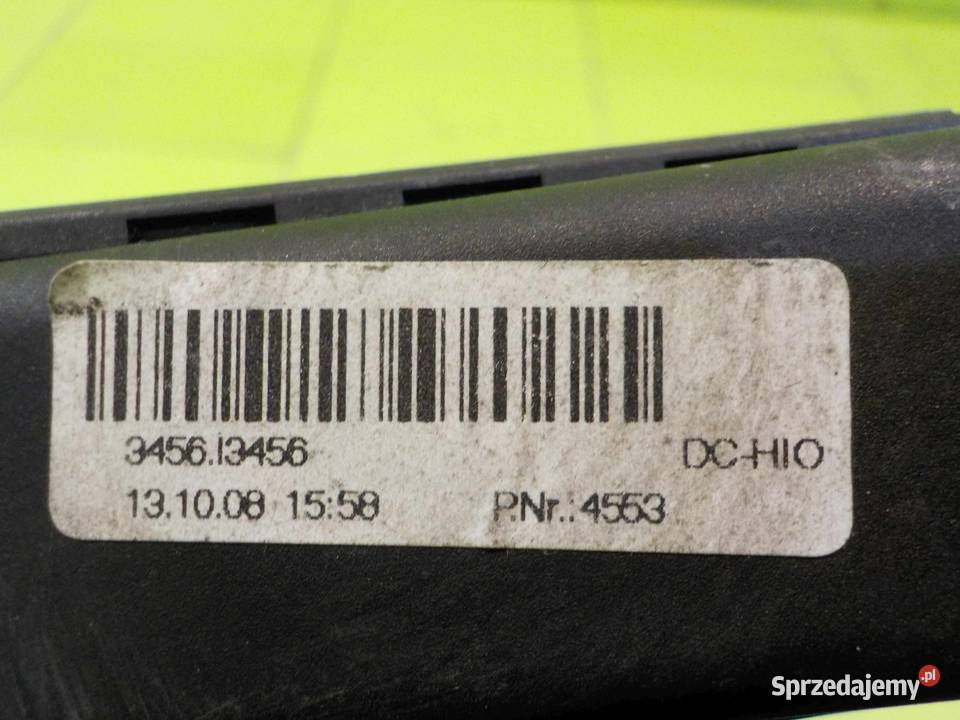 3456.I3456
DC-HIO
13.10.08 15:58
P.Nr.: 4553
Sprzedajemy.pl